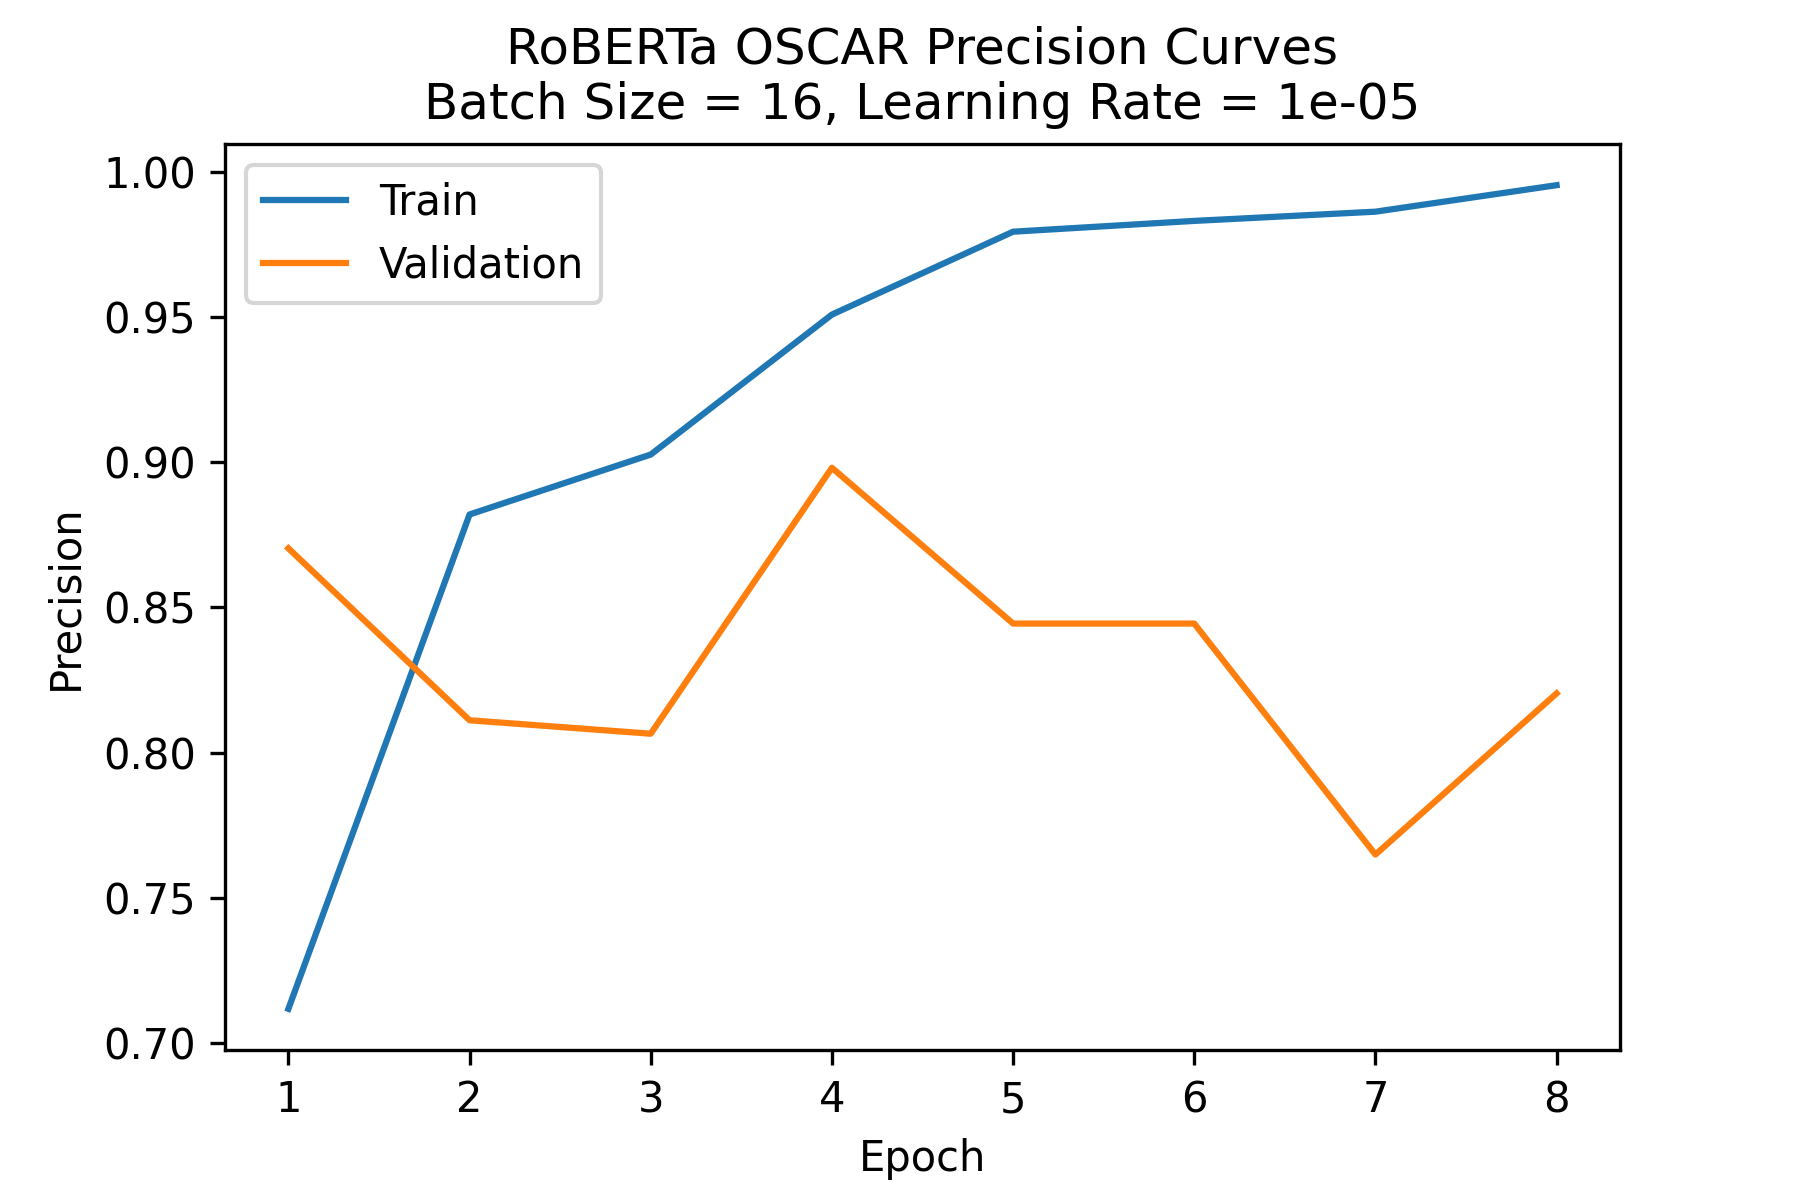 RoBERTa OSCAR Precision Curves
Batch Size = 16, Learning Rate = 1e-05
Train
Validation
1.00
0.95
0.90
0.85
0.80
0.75
0.70
Precision
1 2 3 4 5 6 7 8
Epoch